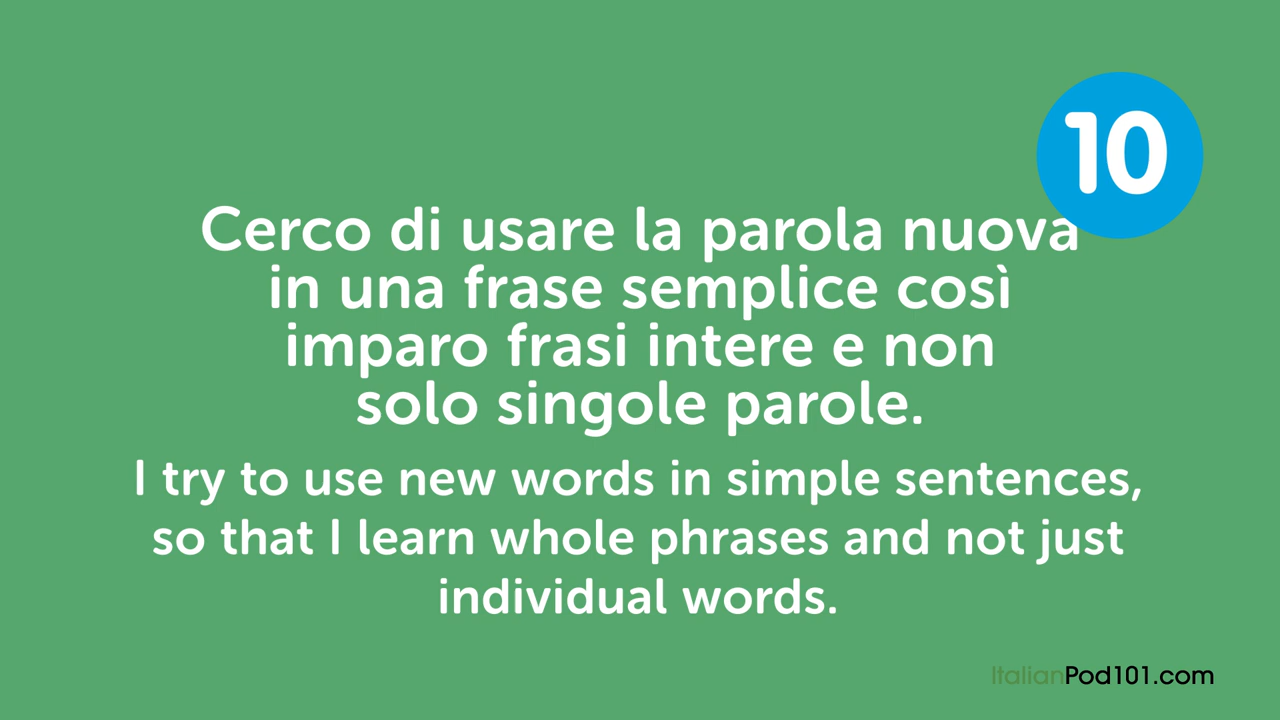 10
Cerco di usare la parola nuova
in una frase semplice così
imparo frasi intere e non
solo singole parole.
I try to use new words in simple sentences,
so that I learn whole phrases and not just
individual words.
ItalianPod101.com